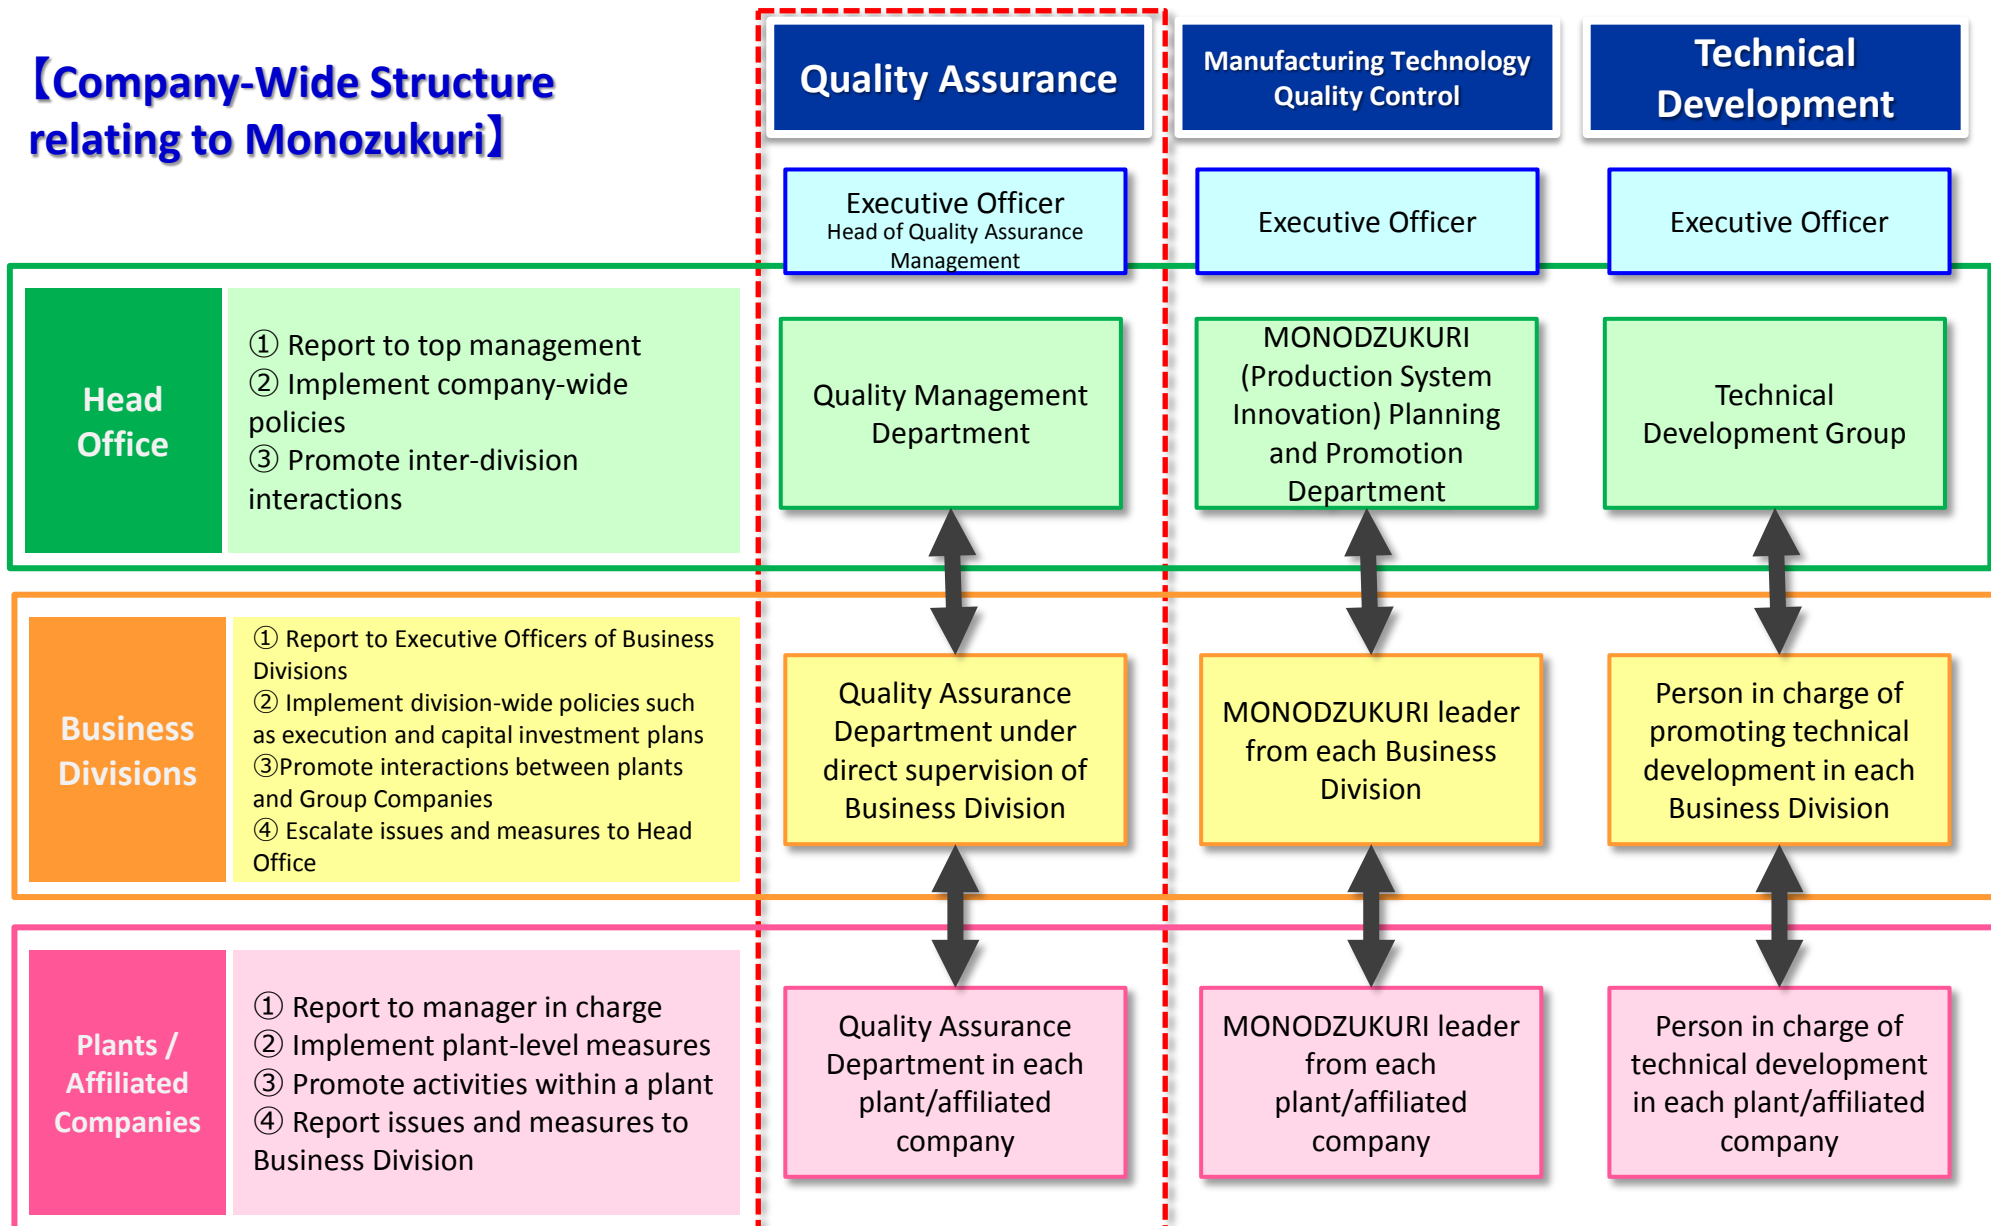 【Company-Wide Structure
relating to Monozukuri】
Quality Assurance
Manufacturing Technology
Quality Control
Technical
Development
Executive Officer
Head of Quality Assurance
Management
Executive Officer
Executive Officer
Head
Office
① Report to top management
② Implement company-wide
policies
③ Promote inter-division
interactions
Quality Management
Department
MONODZUKURI
(Production System
Innovation) Planning
and Promotion
Department
Technical
Development Group
Business
Divisions
① Report to Executive Officers of Business
Divisions
② Implement division-wide policies such
as execution and capital investment plans
③Promote interactions between plants
and Group Companies
④ Escalate issues and measures to Head
Office
Quality Assurance
Department under
direct supervision of
Business Division
MONODZUKURI leader
from each Business
Division
Person in charge of
promoting technical
development in each
Business Division
Plants /
Affiliated
Companies
① Report to manager in charge
② Implement plant-level measures
③ Promote activities within a plant
④ Report issues and measures to
Business Division
Quality Assurance
Department in each
plant/affiliated
company
MONODZUKURI leader
from each
plant/affiliated
company
Person in charge of
technical development
in each plant/affiliated
company